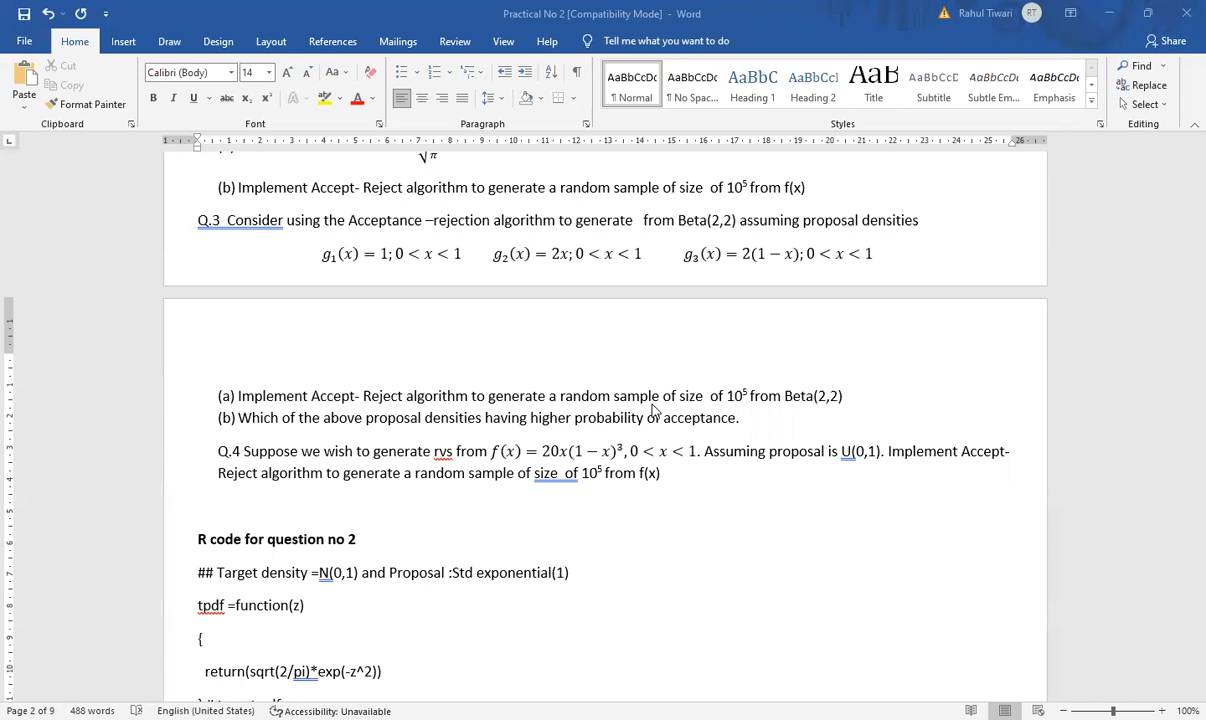 Practical No 2 [Compatibility Mode] - Word
Rahul Tiwari RT
File Home Insert Draw Design Layout References Mailings Review View Help Tell me what you want to do Share
Paste
Cut
Copy
Format Painter
Clipboard
Calibri (Body) 14
Font
Paragraph
AaBbCcDc AaBbCcDc AaBbC AaBbCcI AaB AaBbCcD AaBbCcDc AaBbCcDc
¶ Normal ¶ No Spac... Heading 1 Heading 2 Title Subtitle Subtle Em... Emphasis
Styles
Find
Replace
Select
Editing
√π
(b) Implement Accept- Reject algorithm to generate a random sample of size of 10⁵ from f(x)
Q.3 Consider using the Acceptance –rejection algorithm to generate from Beta(2,2) assuming proposal densities
g₁(x) = 1; 0 < x < 1 g₂(x) = 2x; 0 < x < 1 g₃(x) = 2(1 − x); 0 < x < 1
(a) Implement Accept- Reject algorithm to generate a random sample of size of 10⁵ from Beta(2,2)
(b) Which of the above proposal densities having higher probability of acceptance.
Q.4 Suppose we wish to generate rvs from f(x) = 20x(1 − x)³, 0 < x < 1. Assuming proposal is U(0,1). Implement Accept-
Reject algorithm to generate a random sample of size of 10⁵ from f(x)
R code for question no 2
## Target density =N(0,1) and Proposal :Std exponential(1)
tpdf =function(z)
{
return(sqrt(2/pi)*exp(-z^2))
Page 2 of 9 488 words English (United States) Accessibility: Unavailable 100%